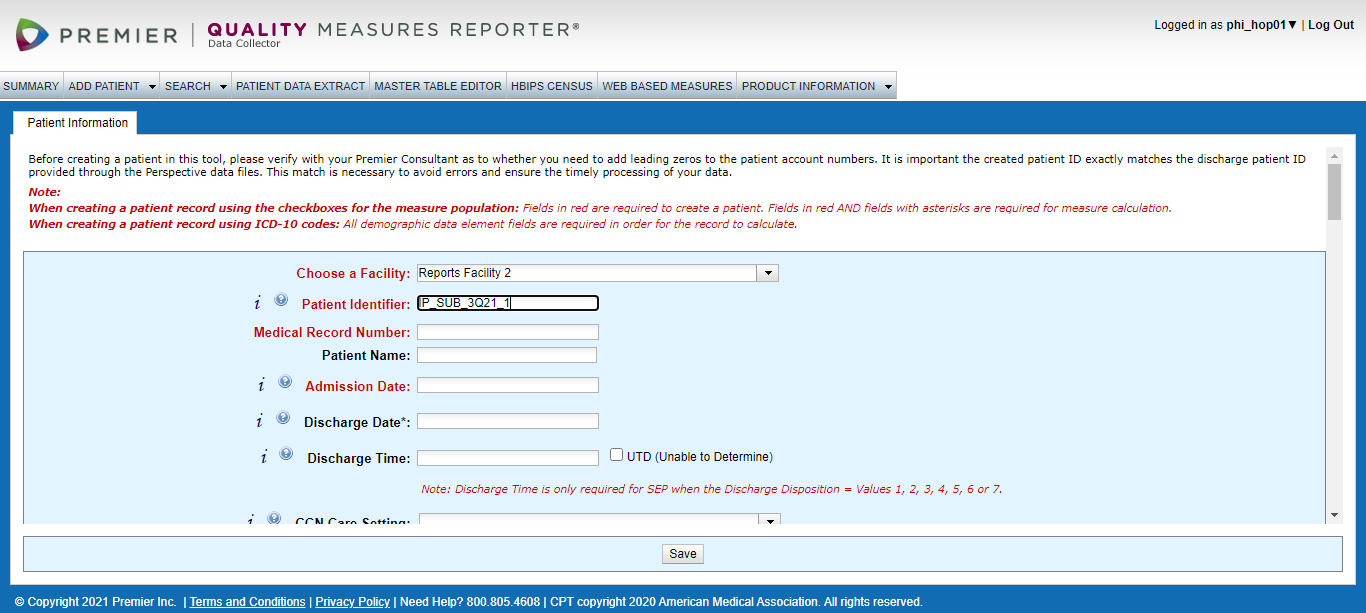 PREMIER | QUALITY MEASURES REPORTER®
Data Collector
Logged in as phi_hop01▼ | Log Out
SUMMARY ADD PATIENT SEARCH PATIENT DATA EXTRACT MASTER TABLE EDITOR HBIPS CENSUS WEB BASED MEASURES PRODUCT INFORMATION
Patient Information
Before creating a patient in this tool, please verify with your Premier Consultant as to whether you need to add leading zeros to the patient account numbers. It is important the created patient ID exactly matches the discharge patient ID
provided through the Perspective data files. This match is necessary to avoid errors and ensure the timely processing of your data.
Note:
When creating a patient record using the checkboxes for the measure population: Fields in red are required to create a patient. Fields in red AND fields with asterisks are required for measure calculation.
When creating a patient record using ICD-10 codes: All demographic data element fields are required in order for the record to calculate.
Choose a Facility: Reports Facility 2
i ? Patient Identifier: IP_SUB_3Q21_1
Medical Record Number:
Patient Name:
i ? Admission Date:
i ? Discharge Date*:
i ? Discharge Time: UTD (Unable to Determine)
Note: Discharge Time is only required for SEP when the Discharge Disposition = Values 1, 2, 3, 4, 5, 6 or 7.
i ? CCN Care Setting:
Save
© Copyright 2021 Premier Inc. | Terms and Conditions | Privacy Policy | Need Help? 800.805.4608 | CPT copyright 2020 American Medical Association. All rights reserved.